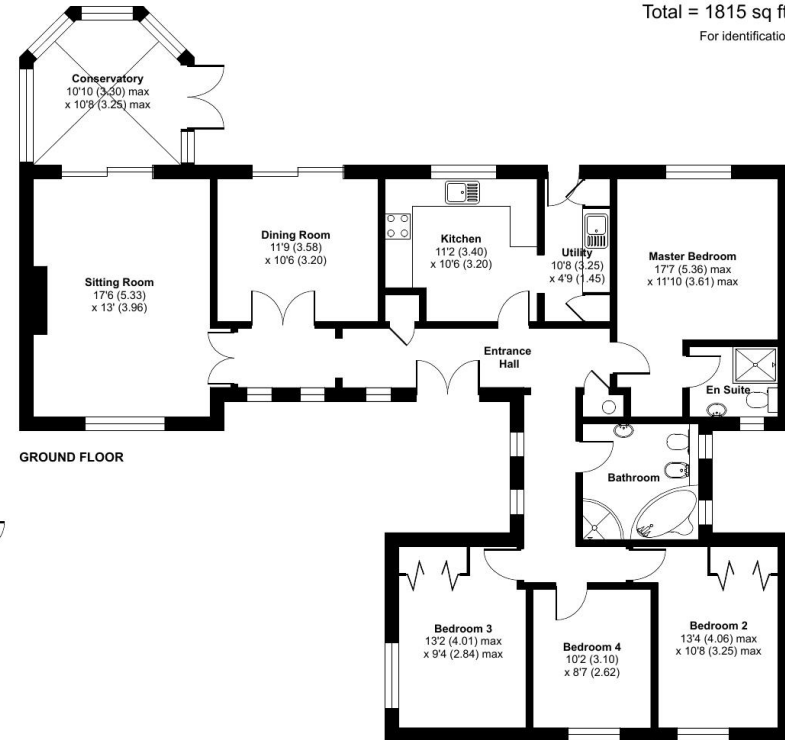 Total = 1815 sq ft
For identificatio
Conservatory
10'10 (3.30) max
x 10'8 (3.25) max
Dining Room
11'9 (3.58)
x 10'6 (3.20)
Kitchen
11'2 (3.40)
x 10'6 (3.20)
Utility
10'8 (3.25)
x 4'9 (1.45)
Master Bedroom
17'7 (5.36) max
x 11'10 (3.61) max
Sitting Room
17'6 (5.33)
x 13' (3.96)
Entrance
Hall
En Suite
GROUND FLOOR
Bathroom
Bedroom 3
13'2 (4.01) max
x 9'4 (2.84) max
Bedroom 4
10'2 (3.10)
x 8'7 (2.62)
Bedroom 2
13'4 (4.06) max
x 10'8 (3.25) max